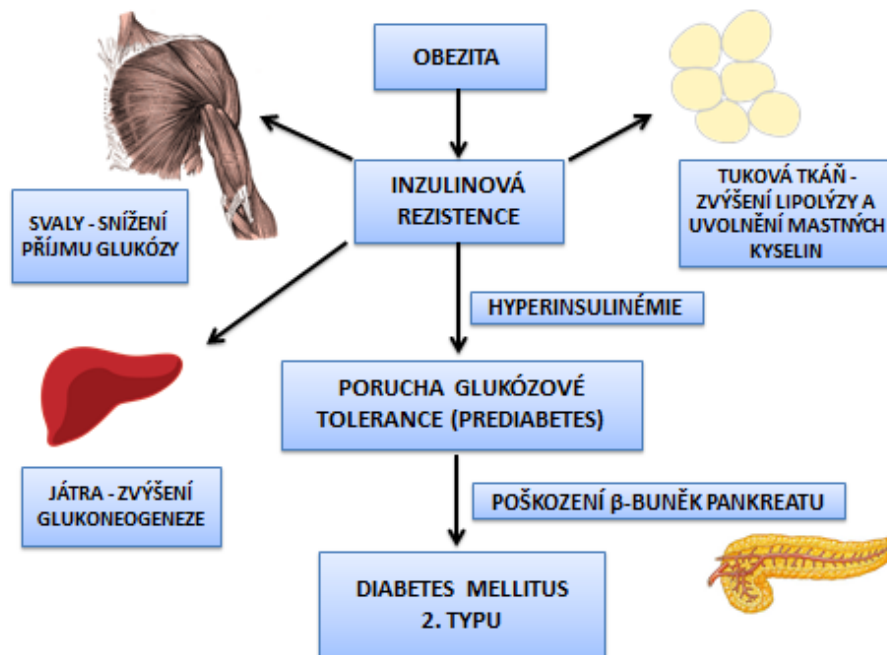 OBEZITA
INZULINOVÁ
REZISTENCE
SVALY - SNÍŽENÍ
PŘÍJMU GLUKÓZY
TUKOVÁ TKÁŇ -
ZVÝŠENÍ LIPOLÝZY A
UVOLNĚNÍ MASTNÝCH
KYSELIN
HYPERINSULINÉMIE
PORUCHA GLUKÓZOVÉ
TOLERANCE (PREDIABETES)
JÁTRA - ZVÝŠENÍ
GLUKONEOGENEZE
POŠKOZENÍ β-BUNĚK PANKREATU
DIABETES MELLITUS
2. TYPU